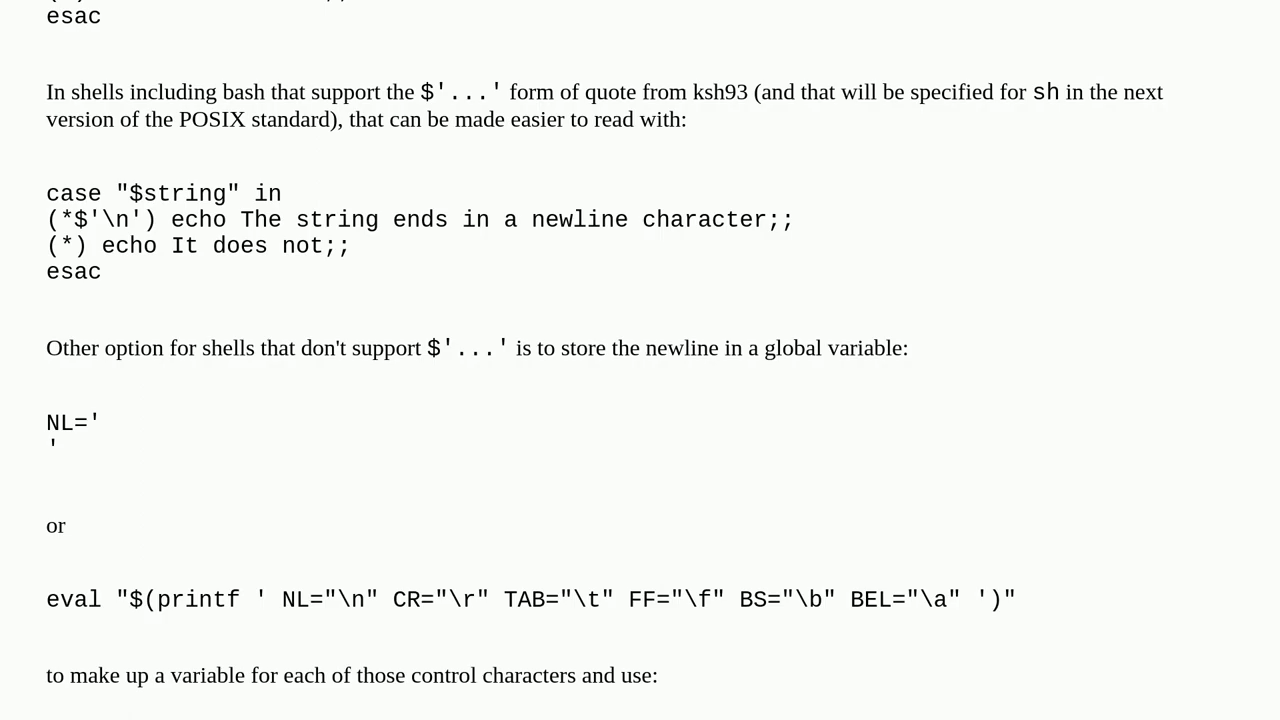 esac
In shells including bash that support the $'...' form of quote from ksh93 (and that will be specified for sh in the next
version of the POSIX standard), that can be made easier to read with:
case "$string" in
(*$'\n') echo The string ends in a newline character;;
(*) echo It does not;;
esac
Other option for shells that don't support $'...' is to store the newline in a global variable:
NL='
'
or
eval "$(printf ' NL="\n" CR="\r" TAB="\t" FF="\f" BS="\b" BEL="\a" ')"
to make up a variable for each of those control characters and use: